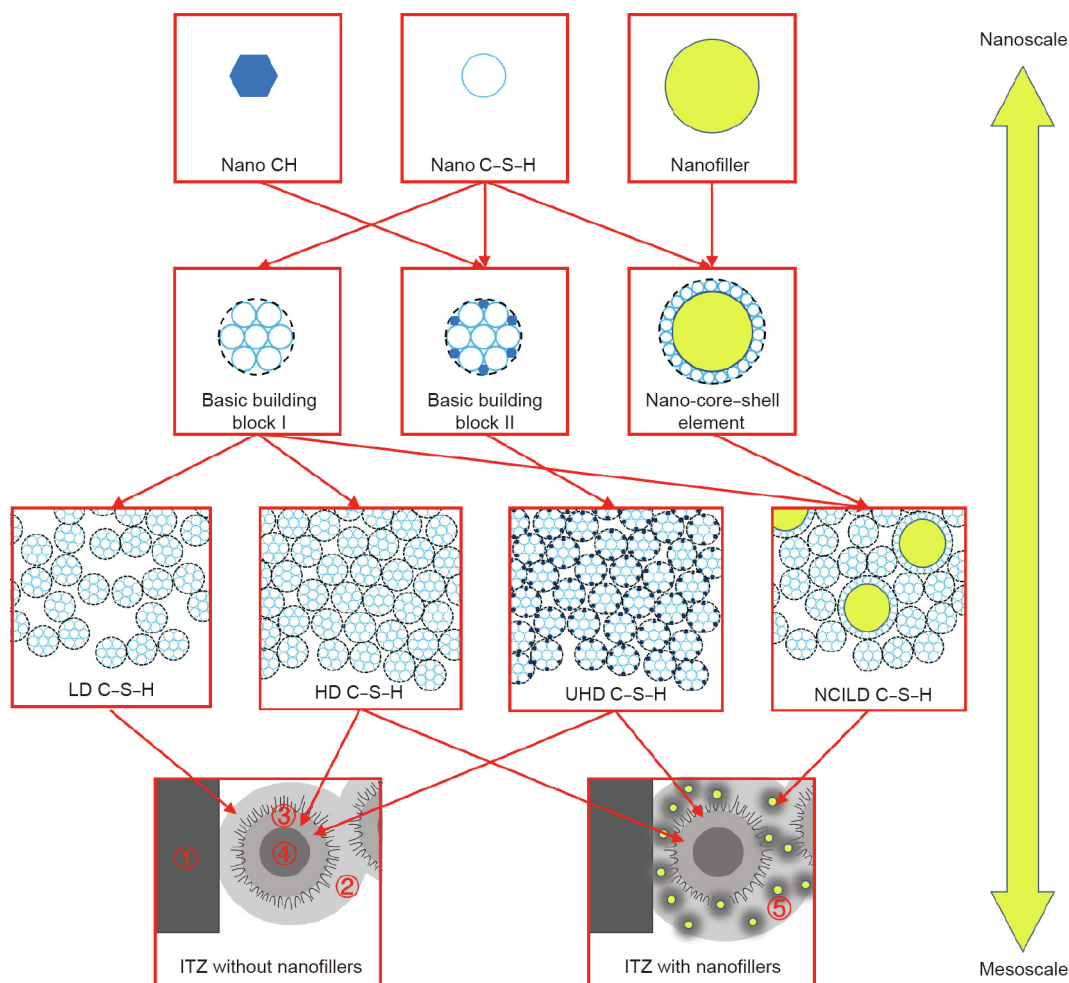 Nanoscale
Nano CH
Nano C–S–H
Nanofiller
Basic building
block I
Basic building
block II
Nano-core–shell
element
LD C–S–H
HD C–S–H
UHD C–S–H
NCILD C–S–H
①
②
③
④
⑤
ITZ without nanofillers
ITZ with nanofillers
Mesoscale